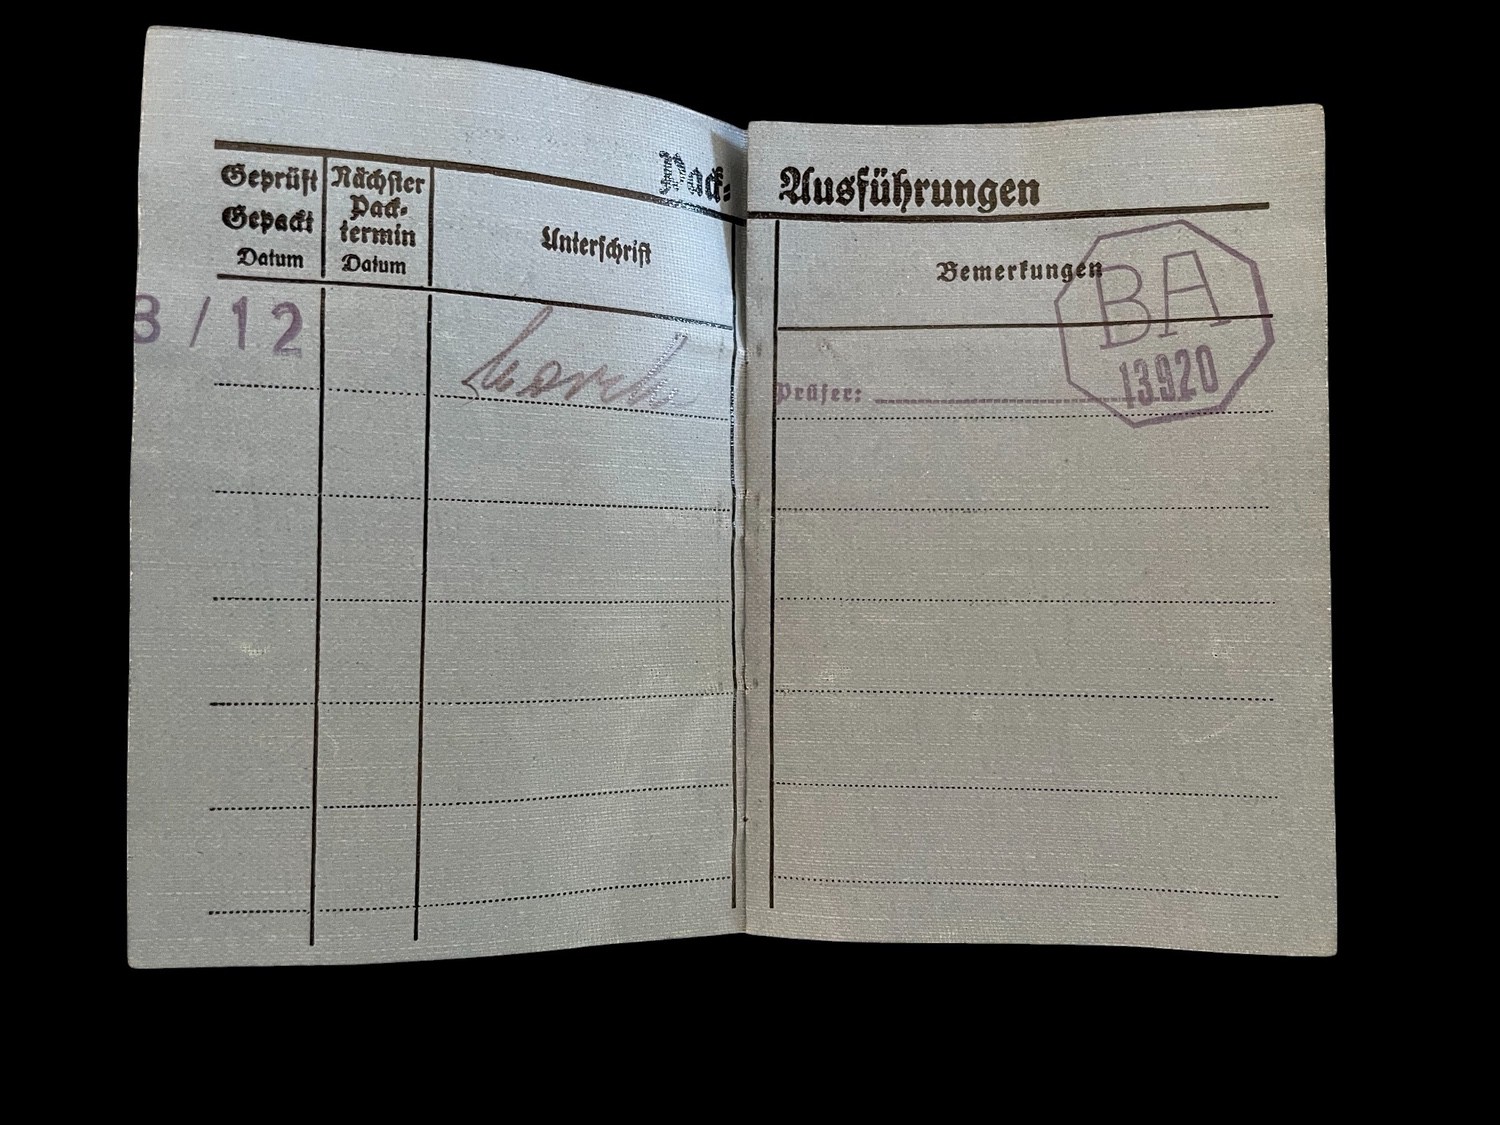 Pack-Ausführungen
Geprüft
Gepackt
Datum
Nächster
Pack-
termin
Datum
Unterschrift
Bemerkungen
3/12
Prüfer:
BA
13920